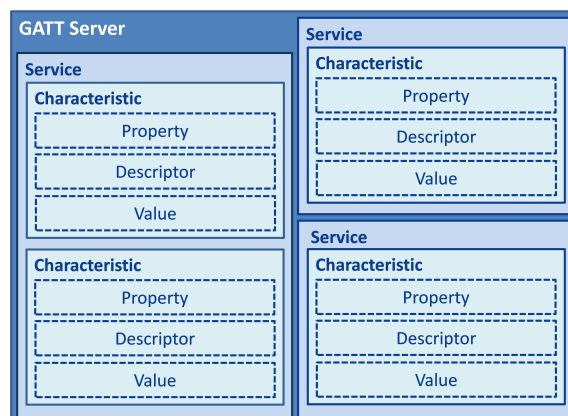 GATT Server
Service
Characteristic
Property
Descriptor
Value
Characteristic
Property
Descriptor
Value
Service
Characteristic
Property
Descriptor
Value
Service
Characteristic
Property
Descriptor
Value